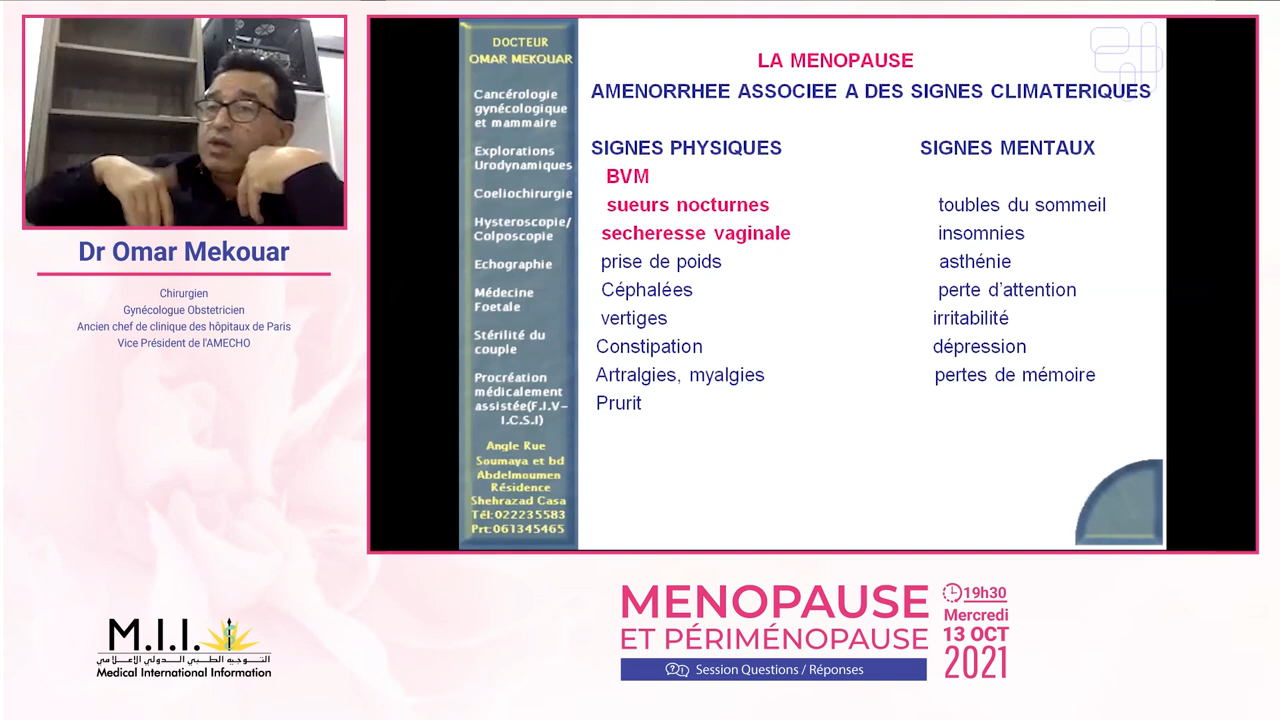 Dr Omar Mekouar
Chirurgien
Gynécologue Obstetricien
Ancien chef de clinique des hôpitaux de Paris
Vice Président de l'AMECHO
M.I.I.
التـوجيه الطبـي الـدولي الإعـلامي
Medical International Information
DOCTEUR
OMAR MEKOUAR
Cancérologie
gynécologique
et mammaire
Explorations
Urodynamiques
Coeliochirurgie
Hysteroscopie/
Colposcopie
Echographie
Médecine
Foetale
Stérilité du
couple
Procréation
médicalement
assistée(F.I.V-
I.C.S.I)
Angle Rue
Soumaya et bd
Abdelmoumen
Résidence
Shehrazad Casa
Tél:022235583
Prt:061345465
LA MENOPAUSE
AMENORRHEE ASSOCIEE A DES SIGNES CLIMATERIQUES
SIGNES PHYSIQUES
BVM
sueurs nocturnes
secheresse vaginale
prise de poids
Céphalées
vertiges
Constipation
Artralgies, myalgies
Prurit
SIGNES MENTAUX
toubles du sommeil
insomnies
asthénie
perte d'attention
irritabilité
dépression
pertes de mémoire
MENOPAUSE
ET PÉRIMÉNOPAUSE
Session Questions / Réponses
19h30
Mercredi
13 OCT
2021